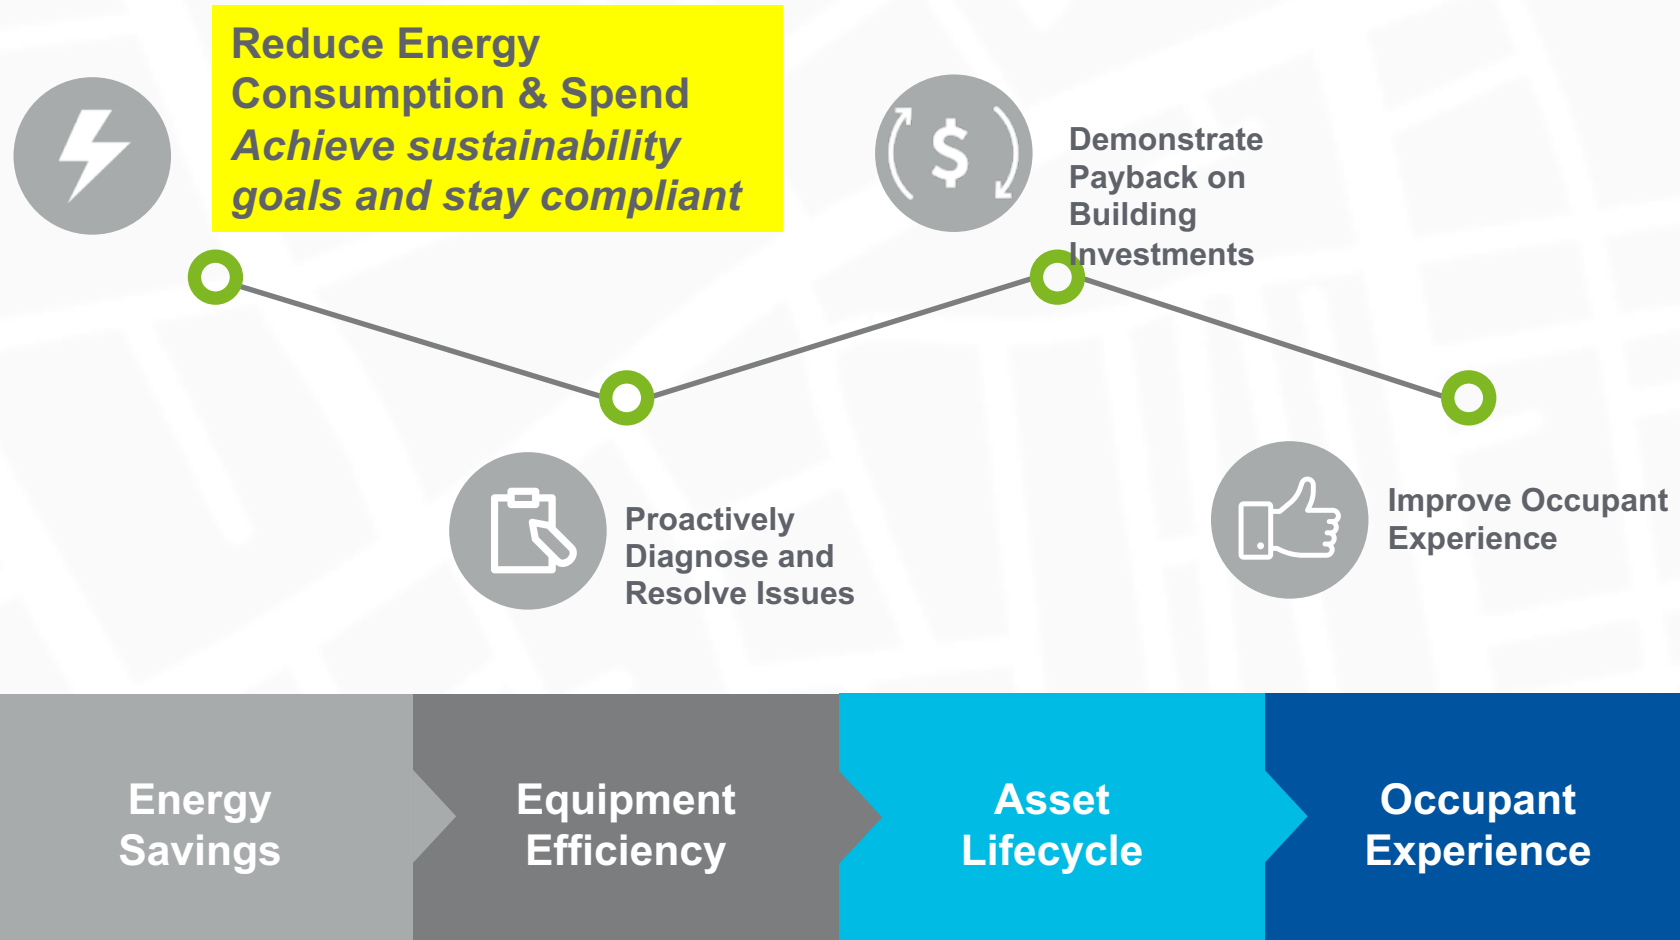 Reduce Energy
Consumption & Spend
Achieve sustainability
goals and stay compliant
Demonstrate
Payback on
Building
Investments
Proactively
Diagnose and
Resolve Issues
Improve Occupant
Experience
Energy
Savings
Equipment
Efficiency
Asset
Lifecycle
Occupant
Experience